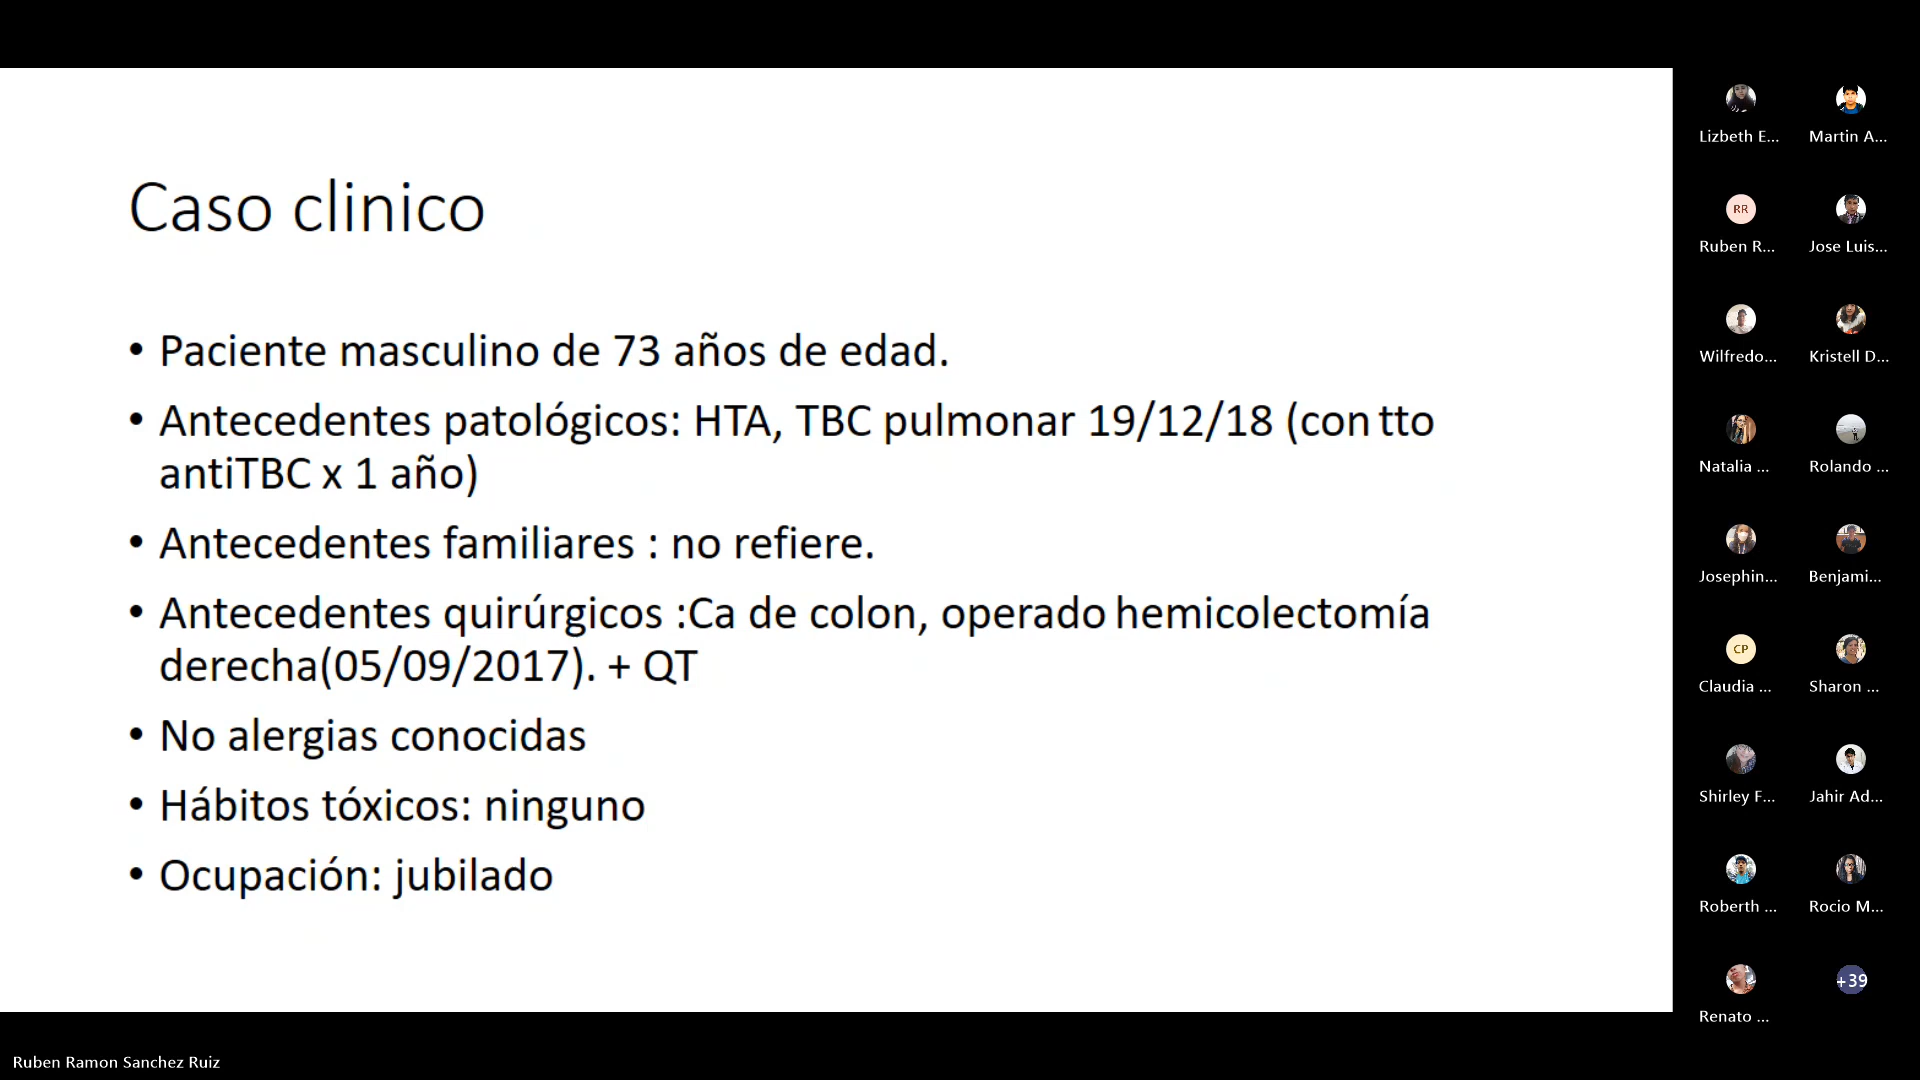 Caso clinico
• Paciente masculino de 73 años de edad.
• Antecedentes patológicos: HTA, TBC pulmonar 19/12/18 (con tto
antiTBC x 1 año)
• Antecedentes familiares : no refiere.
• Antecedentes quirúrgicos :Ca de colon, operado hemicolectomía
derecha(05/09/2017). + QT
• No alergias conocidas
• Hábitos tóxicos: ninguno
• Ocupación: jubilado
Lizbeth E...
Martin A...
RR
Ruben R...
Jose Luis...
Wilfredo...
Kristell D...
Natalia ...
Rolando ...
Josephin...
Benjami...
CP
Claudia ...
Sharon ...
Shirley F...
Jahir Ad...
Roberth ...
Rocio M...
Renato ...
+39
Ruben Ramon Sanchez Ruiz